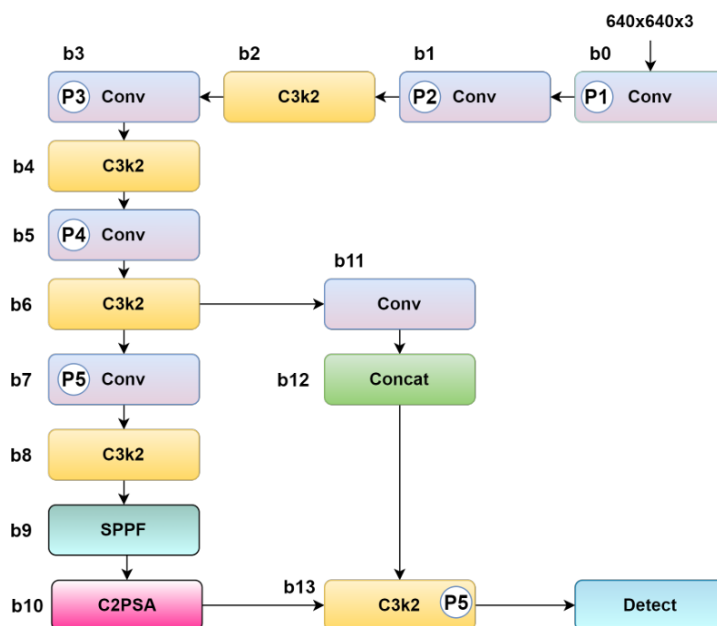 640x640x3
b3
b2
b1
b0
P3 Conv
C3k2
P2 Conv
P1 Conv
b4
C3k2
b5
P4 Conv
b11
b6
C3k2
Conv
b7
P5 Conv
b12
Concat
b8
C3k2
b9
SPPF
b13
b10
C2PSA
C3k2 P5
Detect